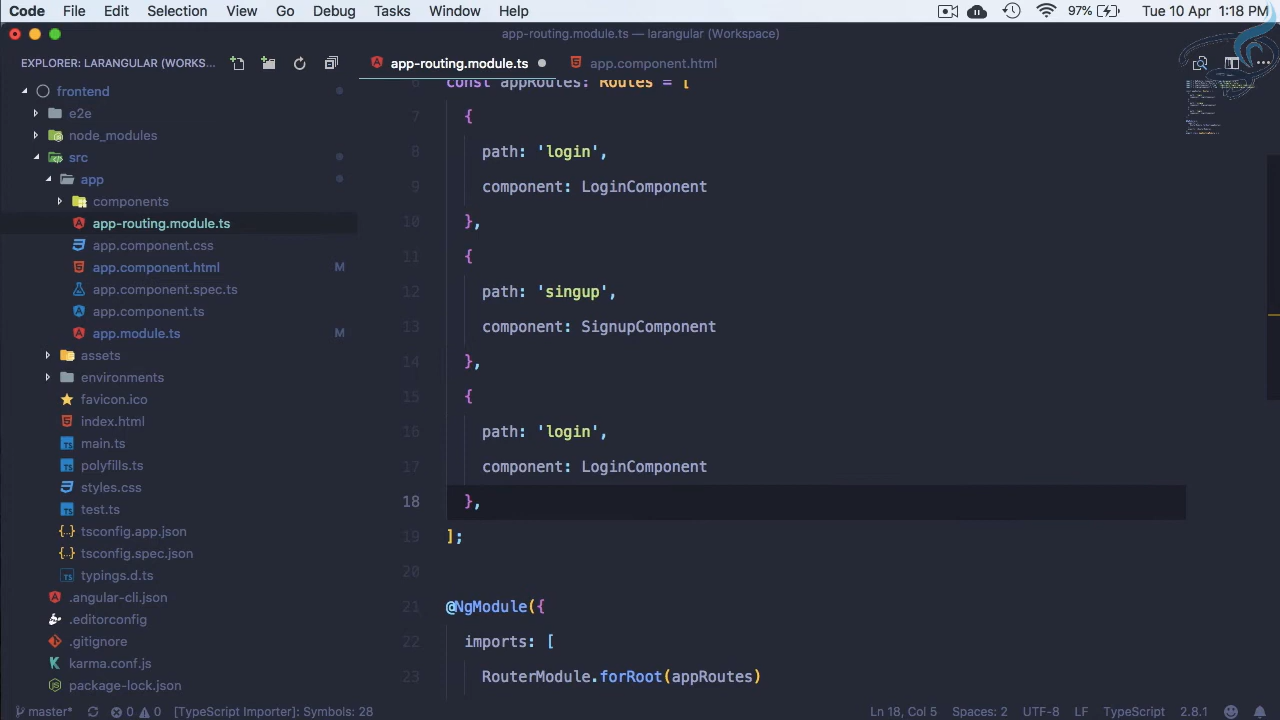 Code File Edit Selection View Go Debug Tasks Window Help 97% Tue 10 Apr 1:18 PM
app-routing.module.ts — larangular (Workspace)
EXPLORER: LARANGULAR (WORKS... app-routing.module.ts app.component.html
frontend
e2e
node_modules
src
app
components
app-routing.module.ts
app.component.css
app.component.html M
app.component.spec.ts
app.component.ts
app.module.ts M
assets
environments
favicon.ico
index.html
main.ts
polyfills.ts
styles.css
test.ts
tsconfig.app.json
tsconfig.spec.json
typings.d.ts
.angular-cli.json
.editorconfig
.gitignore
karma.conf.js
package-lock.json
6 const appRoutes: Routes = [
7 {
8 path: 'login',
9 component: LoginComponent
10 },
11 {
12 path: 'singup',
13 component: SignupComponent
14 },
15 {
16 path: 'login',
17 component: LoginComponent
18 },
19 ];
20
21 @NgModule({
22 imports: [
23 RouterModule.forRoot(appRoutes)
master* 0 0 [TypeScript Importer]: Symbols: 28 Ln 18, Col 5 Spaces: 2 UTF-8 LF TypeScript 2.8.1